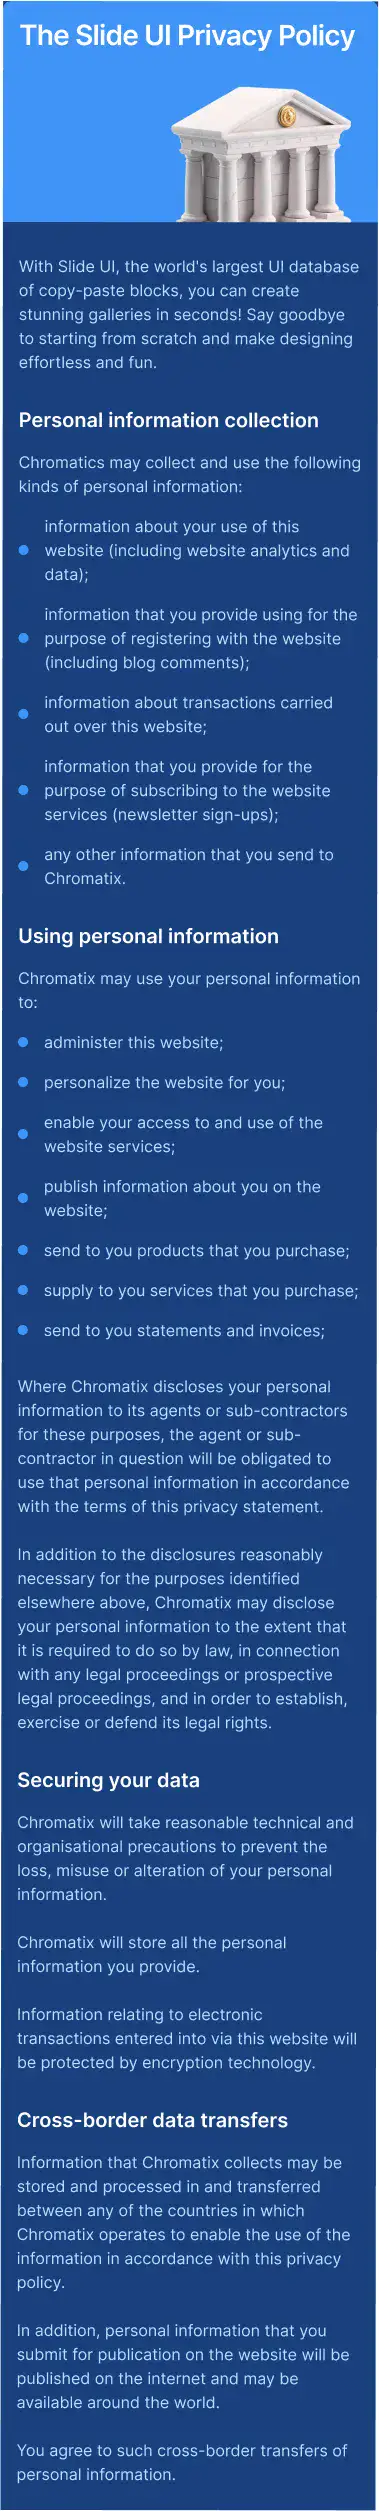 The Slide UI Privacy Policy
With Slide UI, the world's largest UI database
of copy-paste blocks, you can create
stunning galleries in seconds! Say goodbye
to starting from scratch and make designing
effortless and fun.
Personal information collection
Chromatics may collect and use the following
kinds of personal information:
information about your use of this
website (including website analytics and
data);
information that you provide using for the
purpose of registering with the website
(including blog comments);
information about transactions carried
out over this website;
information that you provide for the
purpose of subscribing to the website
services (newsletter sign-ups);
any other information that you send to
Chromatix.
Using personal information
Chromatix may use your personal information
to:
administer this website;
personalize the website for you;
enable your access to and use of the
website services;
publish information about you on the
website;
send to you products that you purchase;
supply to you services that you purchase;
send to you statements and invoices;
Where Chromatix discloses your personal
information to its agents or sub-contractors
for these purposes, the agent or sub-
contractor in question will be obligated to
use that personal information in accordance
with the terms of this privacy statement.
In addition to the disclosures reasonably
necessary for the purposes identified
elsewhere above, Chromatix may disclose
your personal information to the extent that
it is required to do so by law, in connection
with any legal proceedings or prospective
legal proceedings, and in order to establish,
exercise or defend its legal rights.
Securing your data
Chromatix will take reasonable technical and
organisational precautions to prevent the
loss, misuse or alteration of your personal
information.
Chromatix will store all the personal
information you provide.
Information relating to electronic
transactions entered into via this website will
be protected by encryption technology.
Cross-border data transfers
Information that Chromatix collects may be
stored and processed in and transferred
between any of the countries in which
Chromatix operates to enable the use of the
information in accordance with this privacy
policy.
In addition, personal information that you
submit for publication on the website will be
published on the internet and may be
available around the world.
You agree to such cross-border transfers of
personal information.